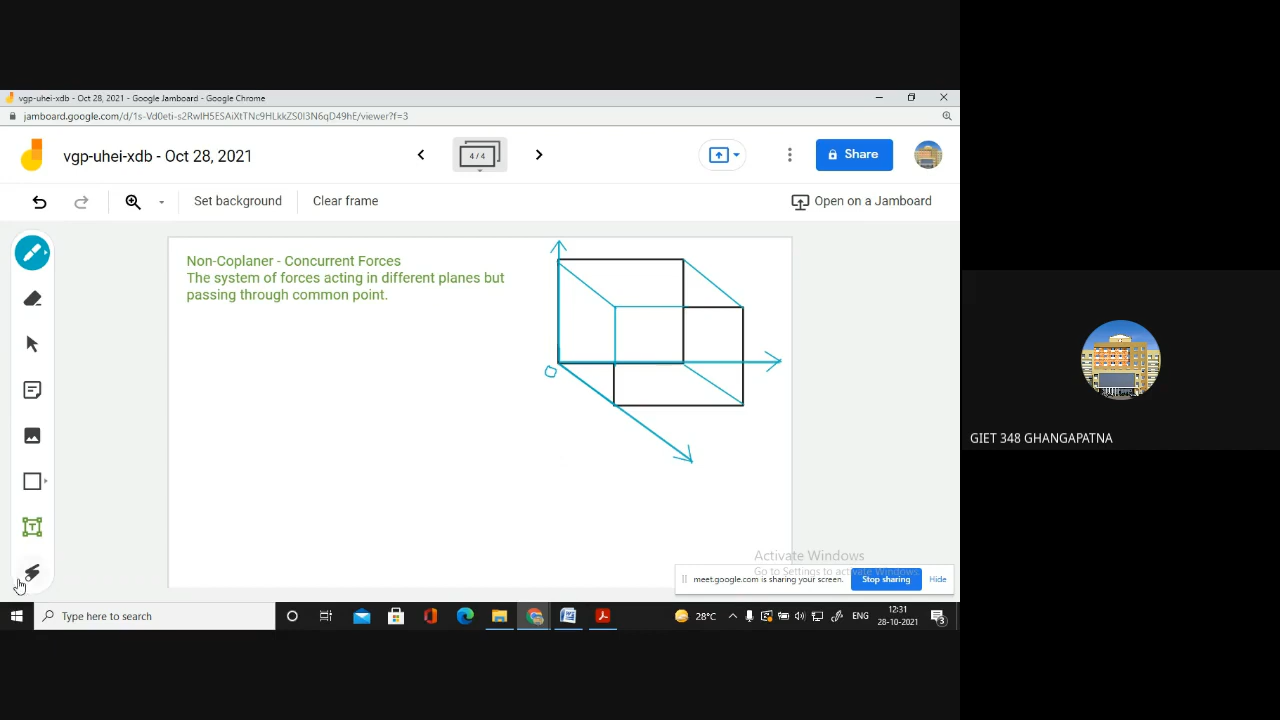 vgp-uhei-xdb - Oct 28, 2021 - Google Jamboard - Google Chrome
jamboard.google.com/d/1s-Vd0eti-s2RwIH5ESAiXtTNc9HLkkZS0I3N6qD49hE/viewer?f=3
vgp-uhei-xdb - Oct 28, 2021
4 / 4
Share
Set background
Clear frame
Open on a Jamboard
Non-Coplaner - Concurrent Forces
The system of forces acting in different planes but
passing through common point.
O
T
GIET 348 GHANGAPATNA
Activate Windows
Go to Settings to activate Windows.
meet.google.com is sharing your screen.
Stop sharing
Hide
Type here to search
28°C
ENG
12:31
28-10-2021
3